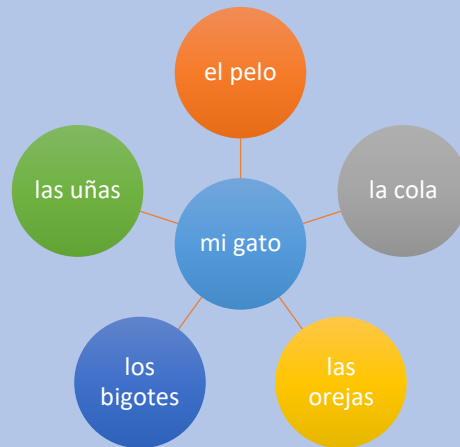 el pelo
las uñas
la cola
mi gato
los
bigotes
las
orejas